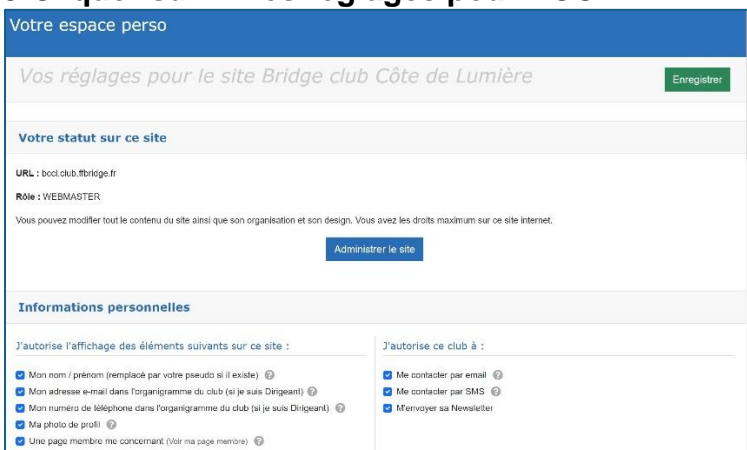 Votre espace perso
Vos réglages pour le site Bridge club Côte de Lumière
Enregistrer
Votre statut sur ce site
URL : bccl.club.ffbridge.fr
Rôle : WEBMASTER
Vous pouvez modifier tout le contenu du site ainsi que son organisation et son design. Vous avez les droits maximum sur ce site internet.
Administrer le site
Informations personnelles
J'autorise l'affichage des éléments suivants sur ce site :
Mon nom / prénom (remplacé par votre pseudo si il existe)
Mon adresse e-mail dans l'organigramme du club (si je suis Dirigeant)
Mon numéro de téléphone dans l'organigramme du club (si je suis Dirigeant)
Ma photo de profil
Une page membre me concernant (Voir ma page membre)
J'autorise ce club à :
Me contacter par email
Me contacter par SMS
M'envoyer sa Newsletter